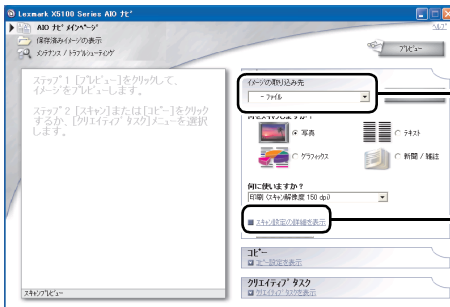 Lexmark X5100 Series AIO ナビ
AIO ナビ メインページ
ヘルプ
保存済みイメージの表示
メンテナンス / トラブルシューティング
プレビュー
ステップ 1 [プレビュー]をクリックして、
イメージをプレビューします。
ステップ 2 [スキャン]または[コピー]をクリック
するか、[クリエイティブ タスク]メニューを選択
します。
イメージの取り込み先
- ファイル
何をスキャンしますか?
写真
テキスト
グラフィックス
新聞 / 雑誌
何に使いますか?
印刷 (スキャン解像度 150 dpi)
スキャン設定の詳細を表示
コピー
コピー設定を表示
クリエイティブ タスク
クリエイティブ タスクを表示
スキャンプレビュー